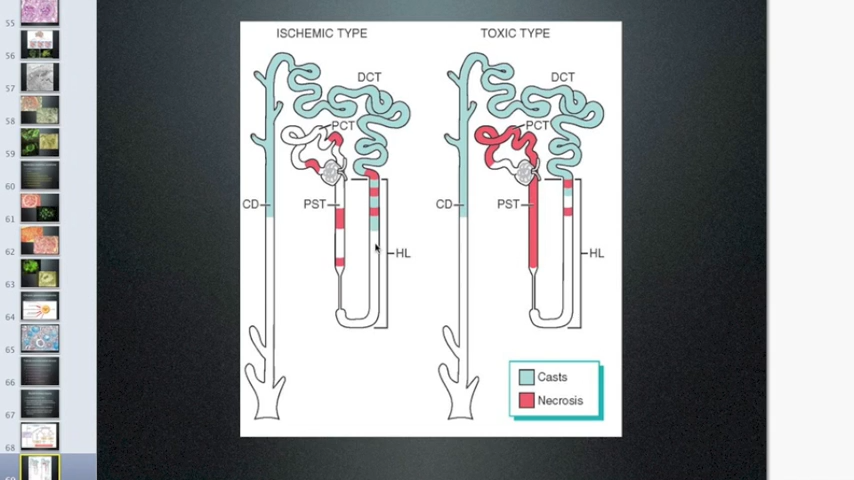 ISCHEMIC TYPE
TOXIC TYPE
DCT
DCT
PCT
PCT
CD
PST
CD
PST
HL
HL
Casts
Necrosis
55
56
57
58
59
60
61
62
63
64
65
66
67
68